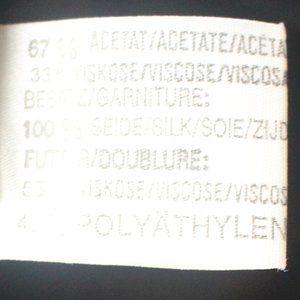 67 % ACETAT/ACETATE/ACETA
33 VISKOSE/VISCOSE/VISCOSA
BESATZ/GARNITURE:
100 % SEIDE/SILK/SOIE/ZIJD
FUTTER/DOUBLURE:
VISKOSE/VISCOSE/VISCOS
POLYÄTHYLEN